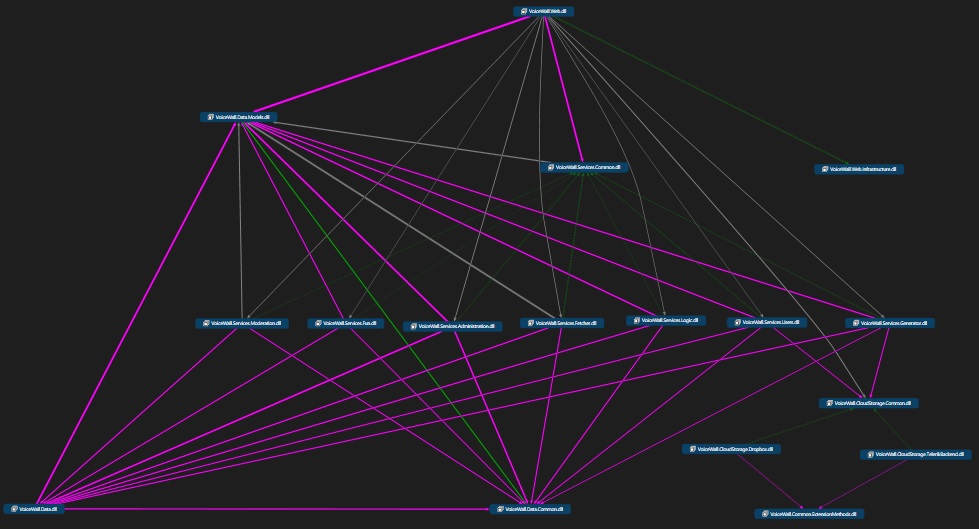 VoiceWall.Web.dll
VoiceWall.Data.Models.dll
VoiceWall.Services.Common.dll
VoiceWall.Web.Infrastructure.dll
VoiceWall.Services.Moderation.dll
VoiceWall.Services.Fun.dll
VoiceWall.Services.Administration.dll
VoiceWall.Services.Fetcher.dll
VoiceWall.Services.Logic.dll
VoiceWall.Services.Users.dll
VoiceWall.Services.Generator.dll
VoiceWall.CloudStorage.Common.dll
VoiceWall.CloudStorage.Dropbox.dll
VoiceWall.CloudStorage.TelerikBackend.dll
VoiceWall.Data.dll
VoiceWall.Data.Common.dll
VoiceWall.Common.ExtensionMethods.dll